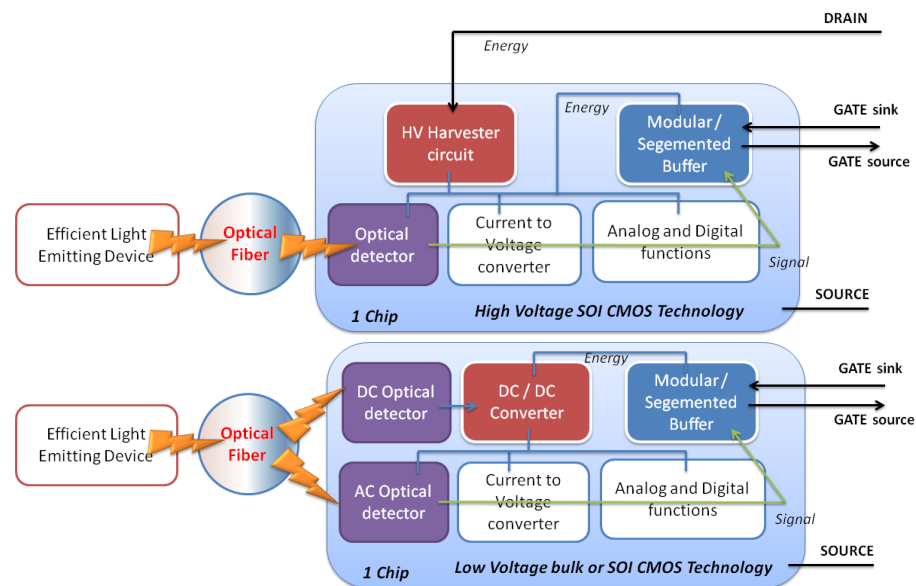 DRAIN
Energy
HV Harvester
circuit
Energy
Modular /
Segemented
Buffer
GATE sink
GATE source
Efficient Light
Emitting Device
Optical
Fiber
Optical
detector
Current to
Voltage
converter
Analog and Digital
functions
Signal
SOURCE
1 Chip
High Voltage SOI CMOS Technology
Energy
DC Optical
detector
DC / DC
Converter
Modular/
Segemented
Buffer
GATE sink
GATE source
Efficient Light
Emitting Device
Optical
Fiber
AC Optical
detector
Current to
Voltage
converter
Analog and Digital
functions
Signal
SOURCE
1 Chip
Low Voltage bulk or SOI CMOS Technology